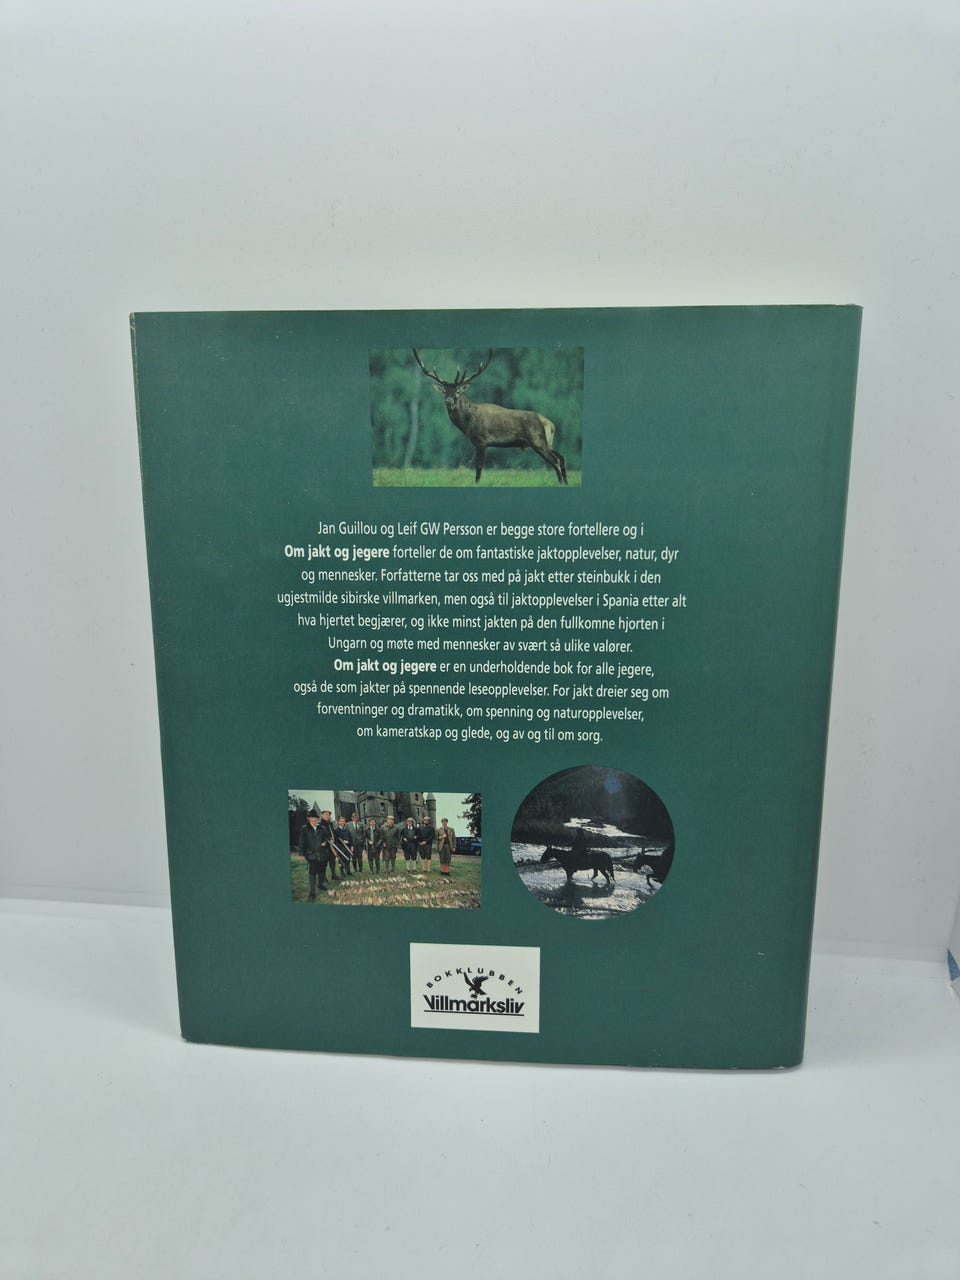 Jan Guillou og Leif GW Persson er begge store fortellere og i
Om jakt og jegere forteller de om fantastiske jaktopplevelser, natur, dyr
og mennesker. Forfatterne tar oss med på jakt etter steinbukk i den
ugjestmilde sibirske villmarken, men også til jaktopplevelser i Spania etter alt
hva hjertet begjærer, og ikke minst jakten på den fullkomne hjorten i
Ungarn og møte med mennesker av svært så ulike valører.
Om jakt og jegere er en underholdende bok for alle jegere,
også de som jakter på spennende leseopplevelser. For jakt dreier seg om
forventninger og dramatikk, om spenning og naturopplevelser,
om kameratskap og glede, og av og til om sorg.
BOKKLUBBEN
Villmarksliv